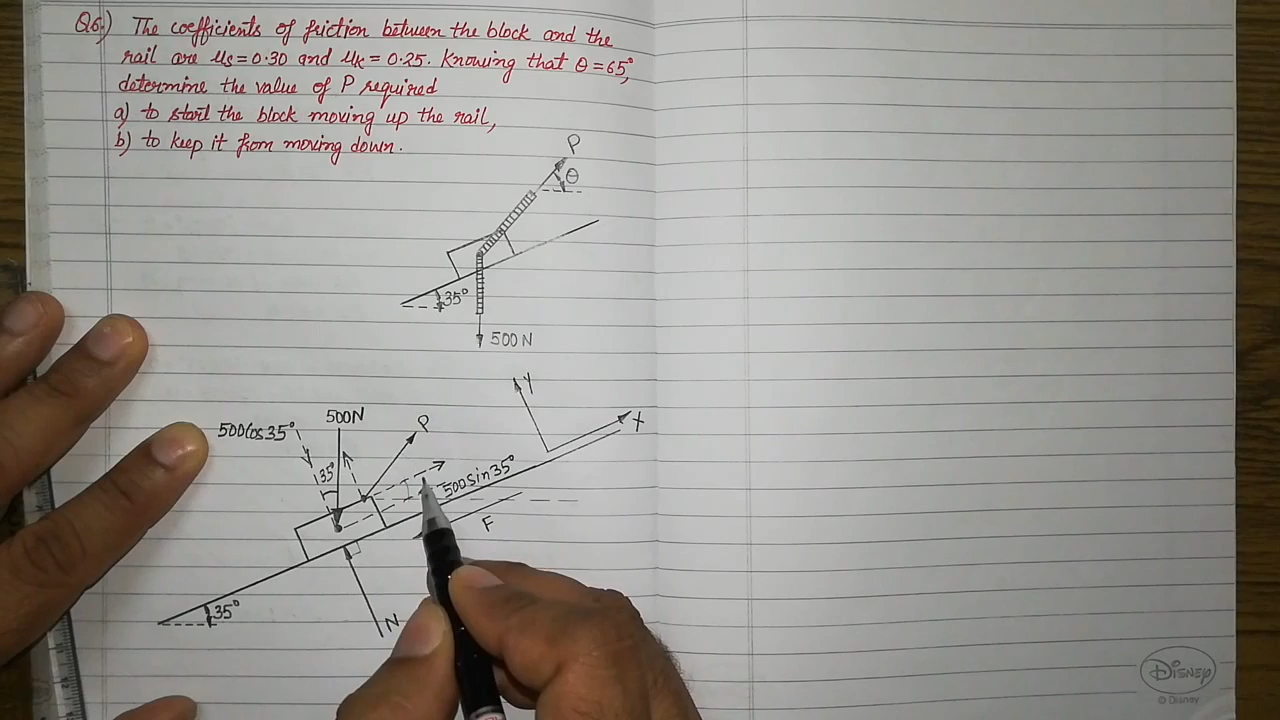 Q6.) The coefficients of friction between the block and the
rail are μs = 0.30 and μk = 0.25. Knowing that θ = 65°,
determine the value of P required
a) to start the block moving up the rail,
b) to keep it from moving down.
P
θ
35°
500 N
Y
X
500N
P
500Cos35°
35°
500sin35°
F
35°
N
DISNEY
© Disney